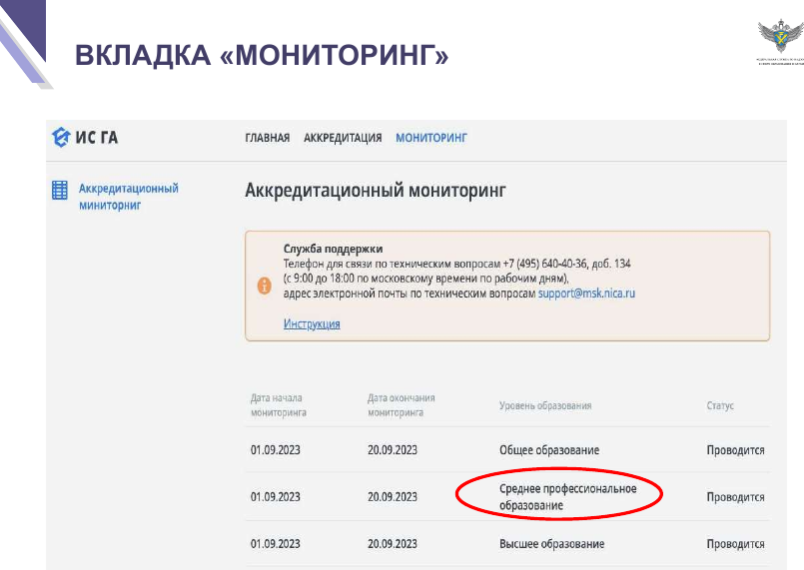 ВКЛАДКА «МОНИТОРИНГ»
ИС ГА
ГЛАВНАЯ АККРЕДИТАЦИЯ МОНИТОРИНГ
Аккредитационный
миниторниг
Аккредитационный мониторинг
Служба поддержки
Телефон для связи по техническим вопросам +7 (495) 640-40-36, доб. 134
(с 9:00 до 18:00 по московскому времени по рабочим дням),
адрес электронной почты по техническим вопросам support@msk.nica.ru
Инструкция
Дата начала мониторинга Дата окончания мониторинга Уровень образования Статус
01.09.2023 20.09.2023 Общее образование Проводится
01.09.2023 20.09.2023 Среднее профессиональное образование Проводится
01.09.2023 20.09.2023 Высшее образование Проводится